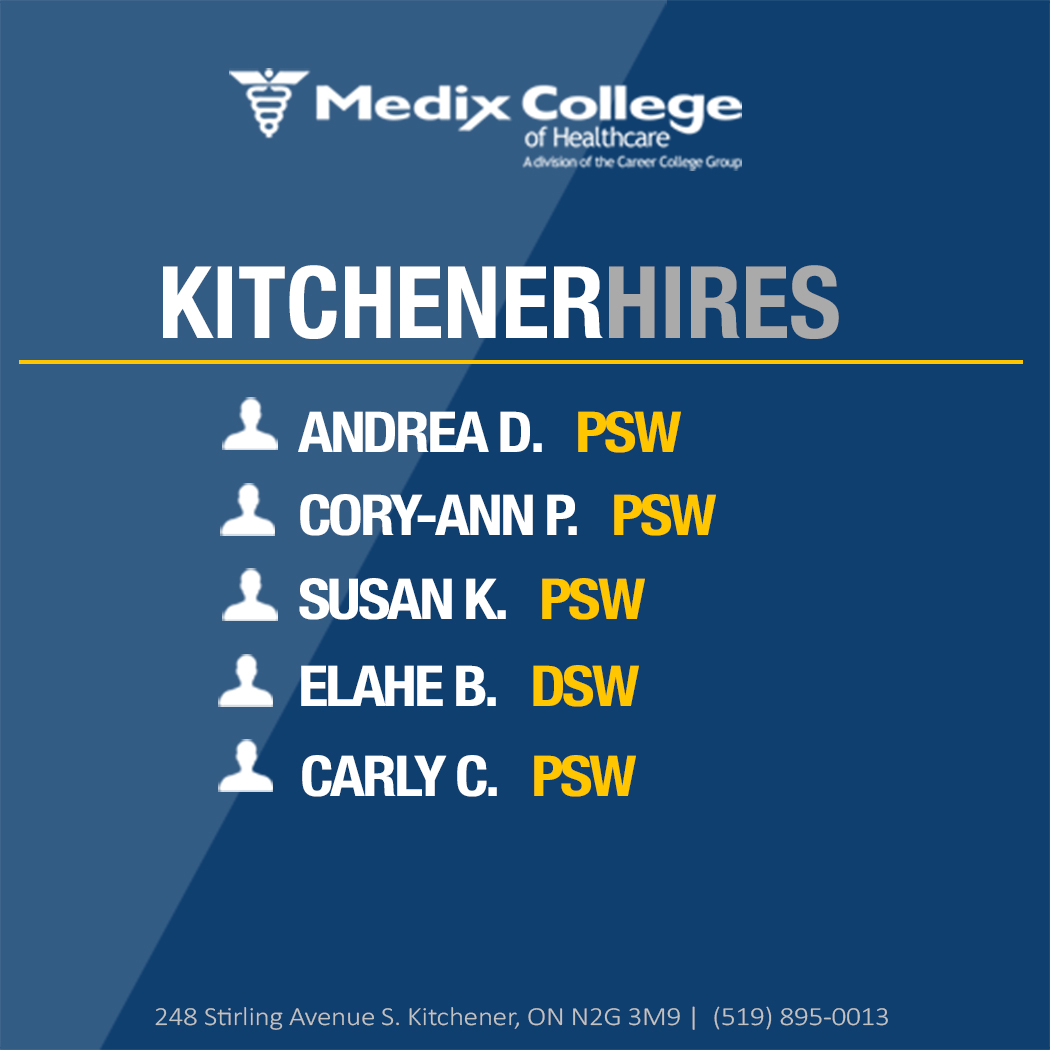 Medix College
of Healthcare
A division of the Career College Group
KITCHENERHIRES
ANDREA D. PSW
CORY-ANN P. PSW
SUSAN K. PSW
ELAHE B. DSW
CARLY C. PSW
248 Stirling Avenue S. Kitchener, ON N2G 3M9 | (519) 895-0013